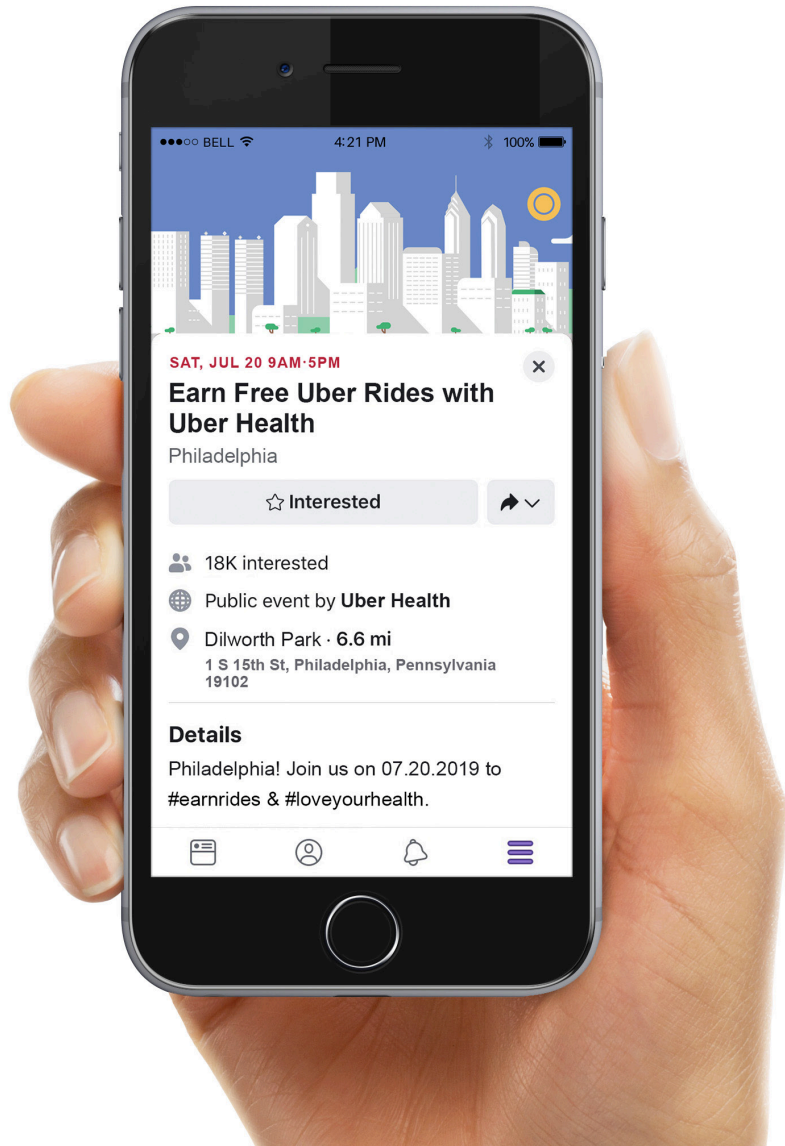 BELL 4:21 PM 100%
SAT, JUL 20 9AM·5PM
Earn Free Uber Rides with
Uber Health
Philadelphia
Interested
18K interested
Public event by Uber Health
Dilworth Park · 6.6 mi
1 S 15th St, Philadelphia, Pennsylvania
19102
Details
Philadelphia! Join us on 07.20.2019 to
#earnrides & #loveyourhealth.